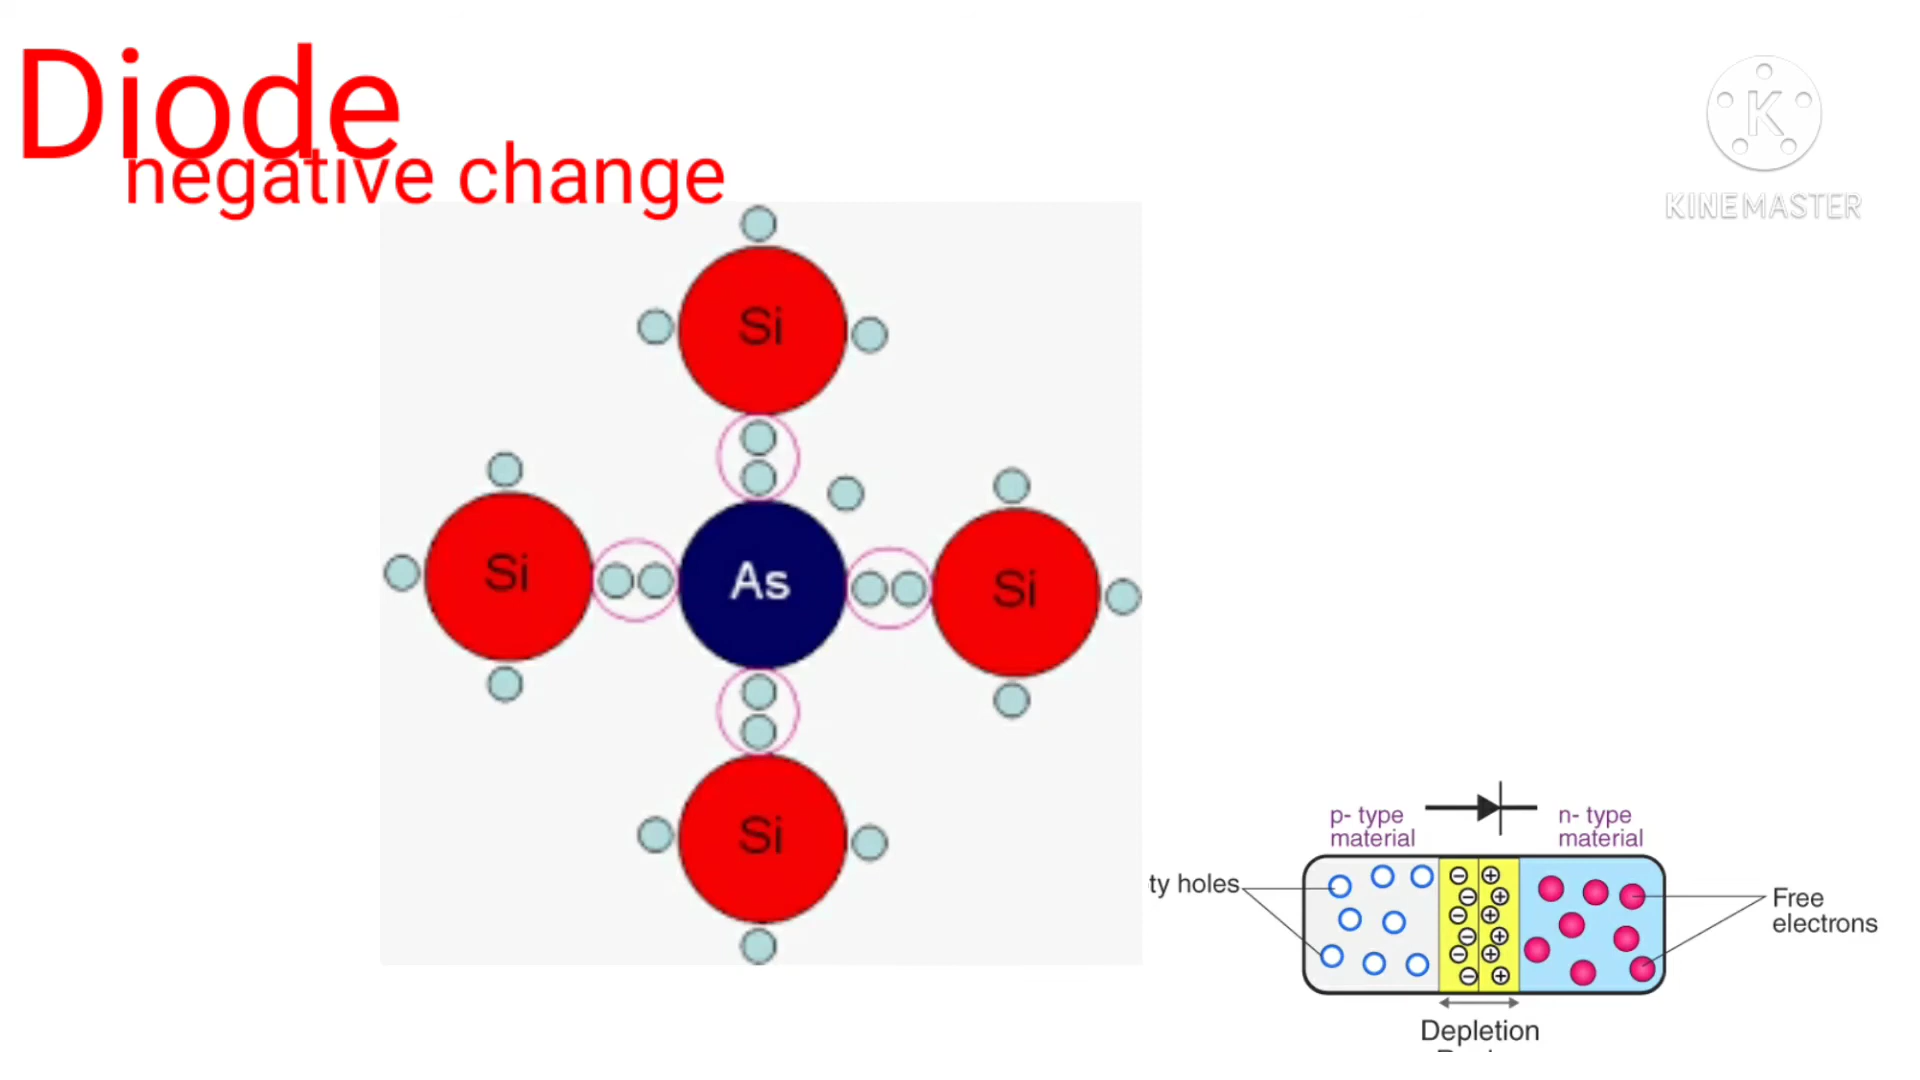 Diode
negative change
K
KINEMASTER
Si
Si
As
Si
Si
p- type
material
n- type
material
ty holes
Free
electrons
Depletion